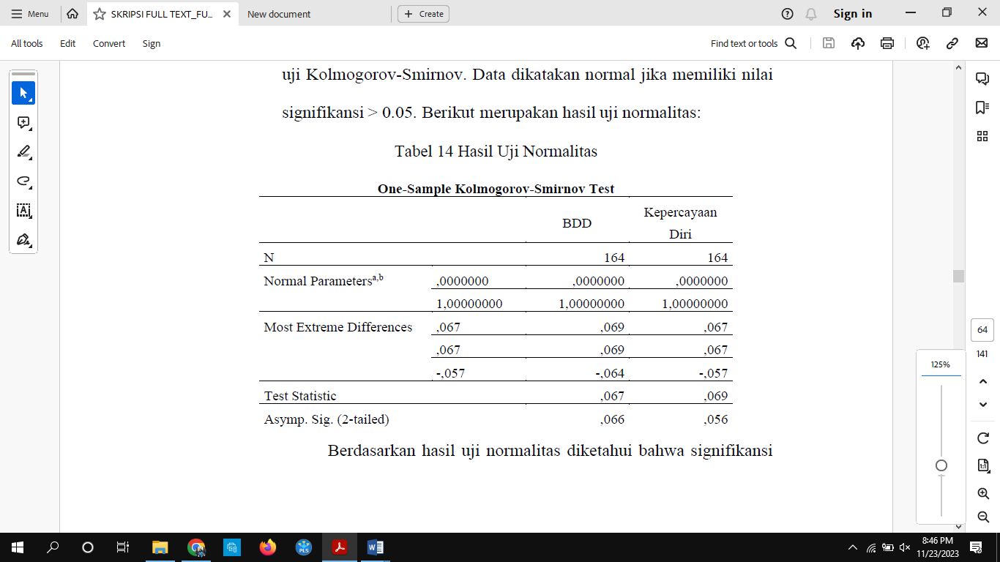 Menu
SKRIPSI FULL TEXT_FU...
New document
Create
Sign in
All tools
Edit
Convert
Sign
Find text or tools
uji Kolmogorov-Smirnov. Data dikatakan normal jika memiliki nilai
signifikansi > 0.05. Berikut merupakan hasil uji normalitas:
Tabel 14 Hasil Uji Normalitas
One-Sample Kolmogorov-Smirnov Test
BDD Kepercayaan
Diri
N 164 164
Normal Parametersa,b ,0000000 ,0000000 ,0000000
1,00000000 1,00000000 1,00000000
Most Extreme Differences ,067 ,069 ,067
,067 ,069 ,067
-,057 -,064 -,057
Test Statistic ,067 ,069
Asymp. Sig. (2-tailed) ,066 ,056
Berdasarkan hasil uji normalitas diketahui bahwa signifikansi
64
141
125%
1:1
A
PLS
W
8:46 PM
11/23/2023